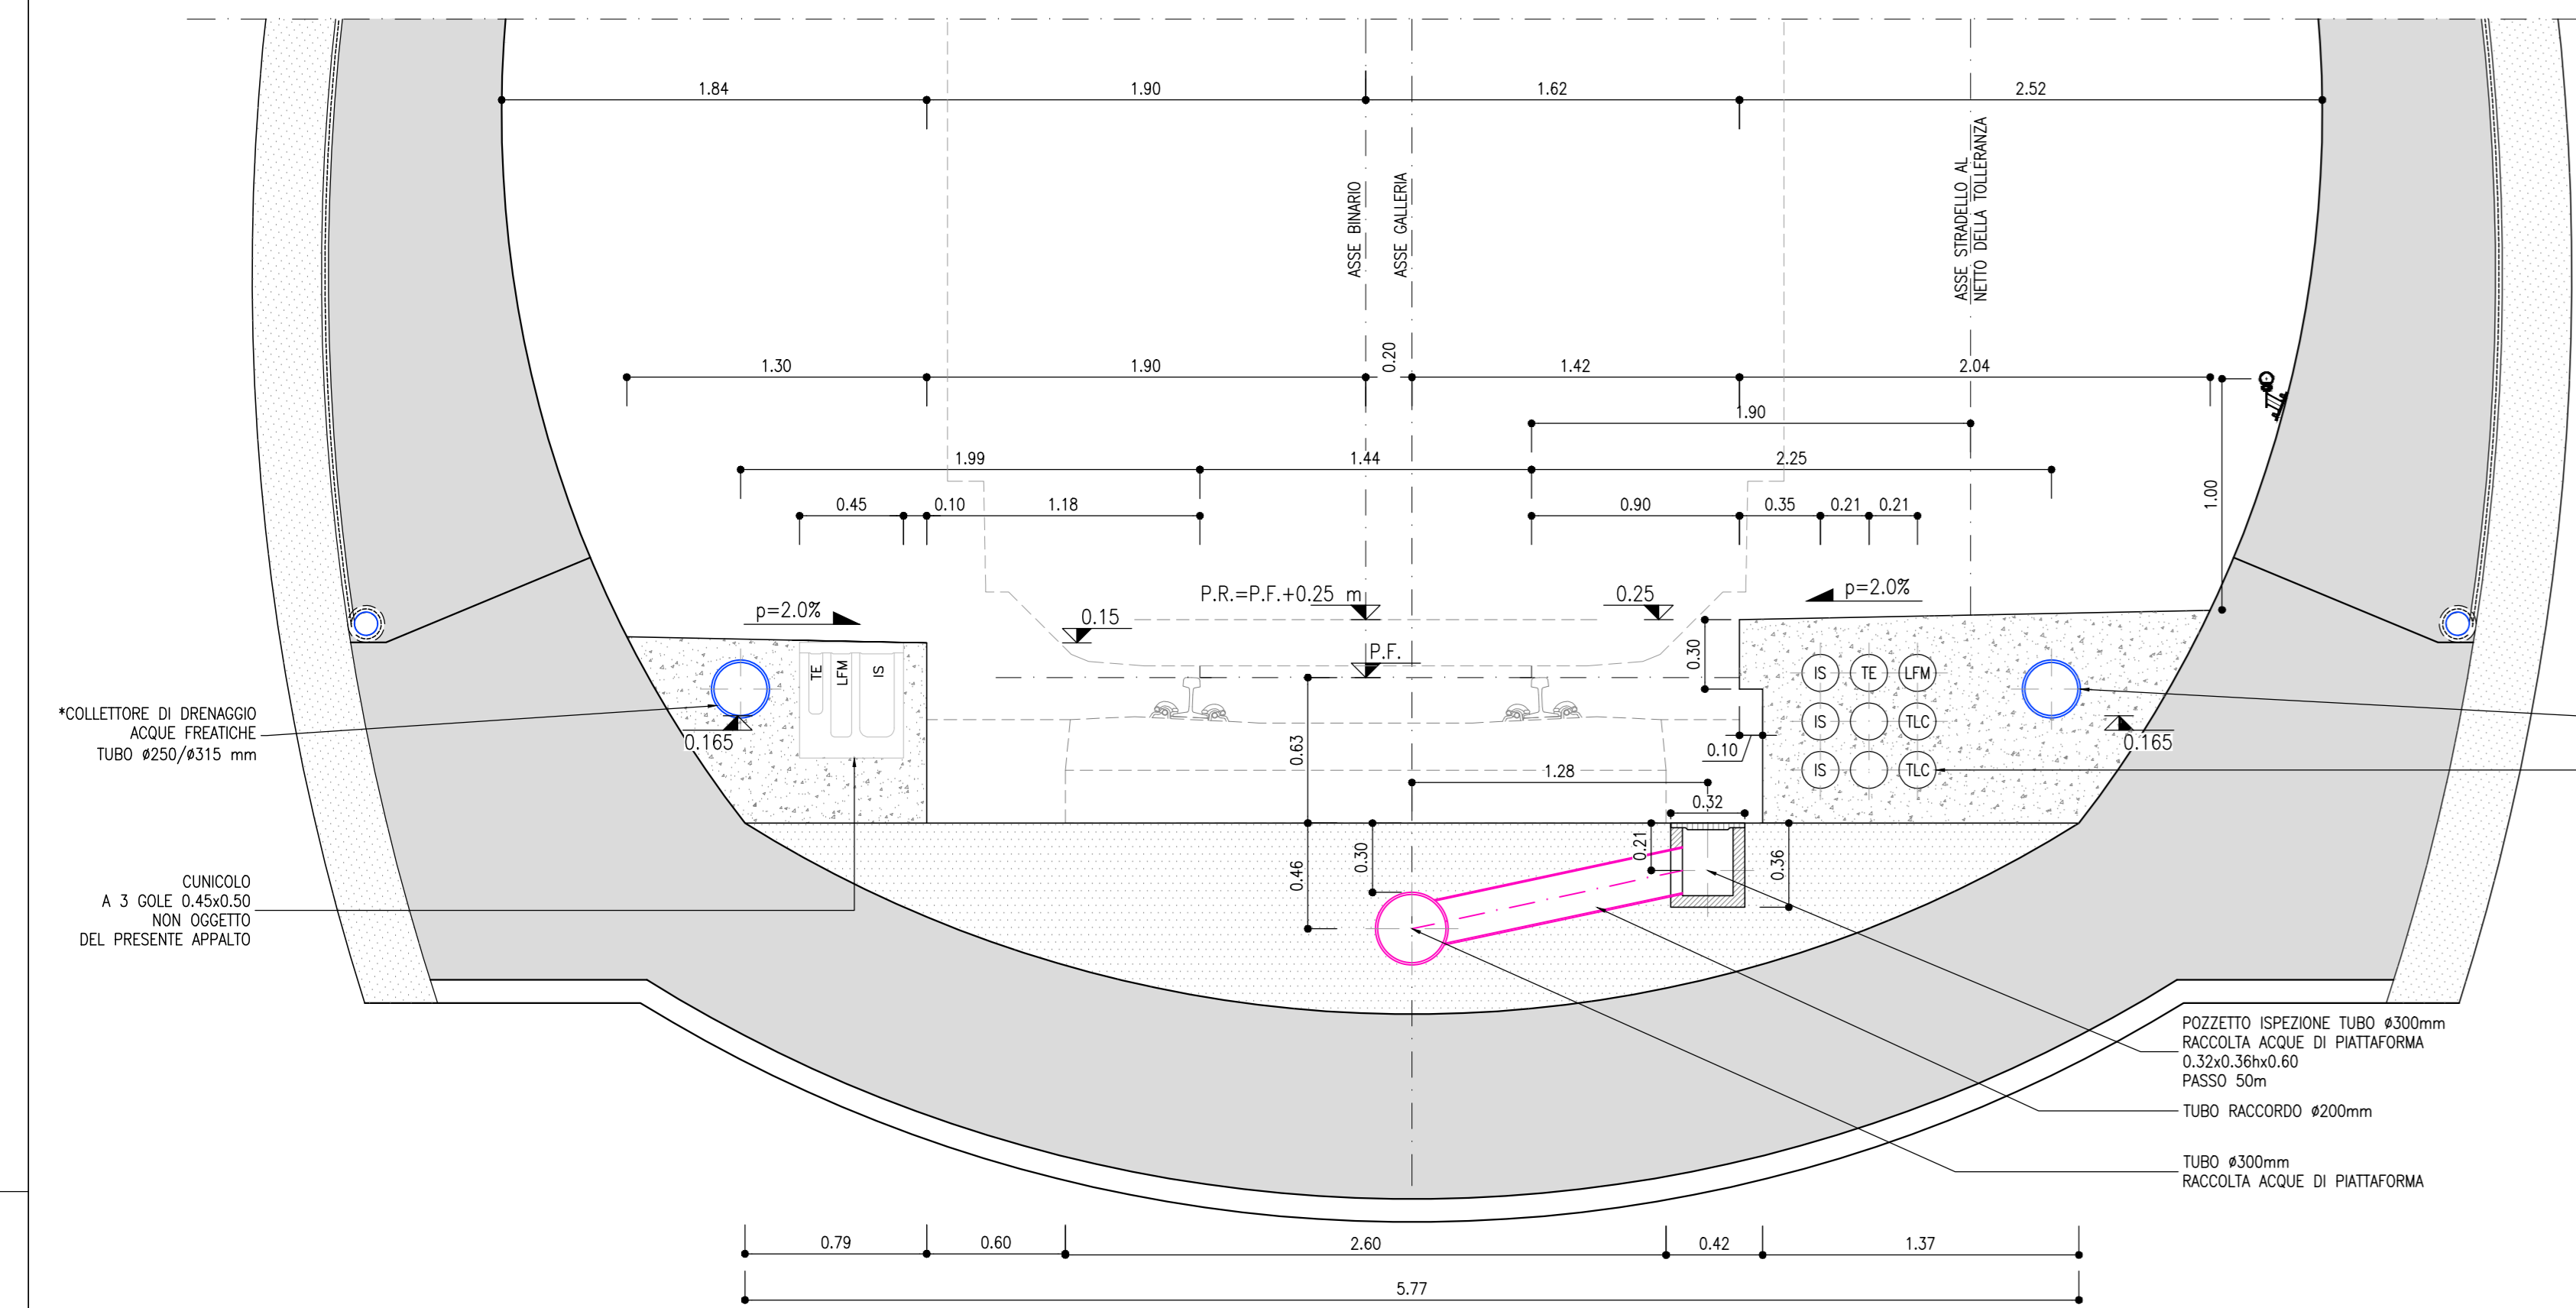 1.84
1.90
1.62
2.52
ASSE BINARIO
ASSE GALLERIA
ASSE STRADELLO AL
NETTO DELLA TOLLERANZA
1.30
1.90
0.20
1.42
2.04
1.90
1.99
1.44
2.25
0.45
0.10
1.18
0.90
0.35
0.21
0.21
1.00
p=2.0%
0.15
P.R.=P.F.+0.25 m
0.25
p=2.0%
P.F.
0.30
TE
LFM
IS
IS
TE
LFM
IS
TLC
IS
TLC
*COLLETTORE DI DRENAGGIO
ACQUE FREATICHE
TUBO ø250/ø315 mm
0.165
0.63
0.10
0.165
1.28
0.32
0.46
0.30
0.21
0.36
CUNICOLO
A 3 GOLE 0.45x0.50
NON OGGETTO
DEL PRESENTE APPALTO
POZZETTO ISPEZIONE TUBO ø300mm
RACCOLTA ACQUE DI PIATTAFORMA
0.32x0.36hx0.60
PASSO 50m
TUBO RACCORDO ø200mm
TUBO ø300mm
RACCOLTA ACQUE DI PIATTAFORMA
0.79
0.60
2.60
0.42
1.37
5.77